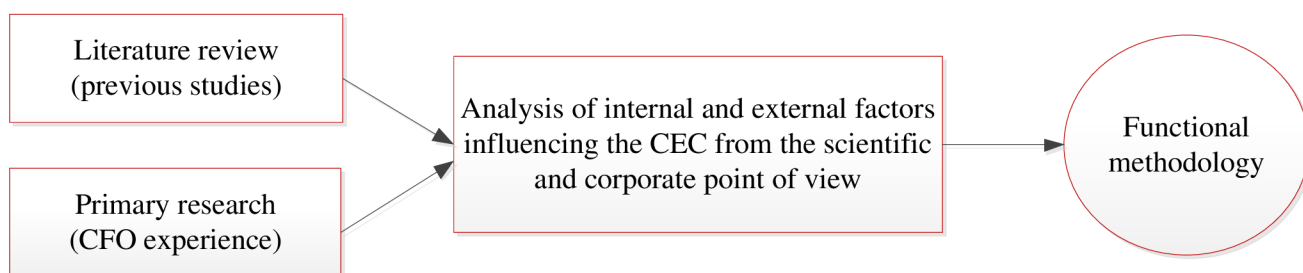 Literature review
(previous studies)
Primary research
(CFO experience)
Analysis of internal and external factors
influencing the CEC from the scientific
and corporate point of view
Functional
methodology